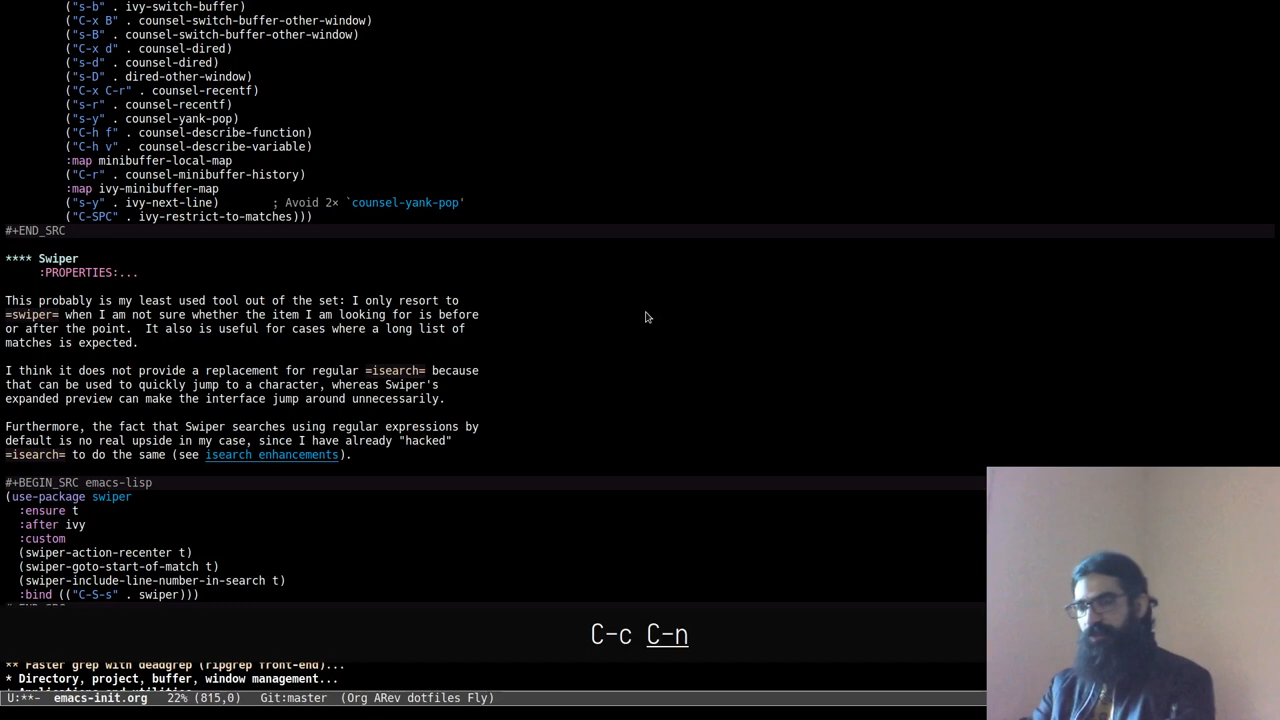 ("s-b" . ivy-switch-buffer)
("C-x B" . counsel-switch-buffer-other-window)
("s-B" . counsel-switch-buffer-other-window)
("C-x d" . counsel-dired)
("s-d" . counsel-dired)
("s-D" . dired-other-window)
("C-x C-r" . counsel-recentf)
("s-r" . counsel-recentf)
("s-y" . counsel-yank-pop)
("C-h f" . counsel-describe-function)
("C-h v" . counsel-describe-variable)
:map minibuffer-local-map
("C-r" . counsel-minibuffer-history)
:map ivy-minibuffer-map
("s-y" . ivy-next-line)        ; Avoid 2× `counsel-yank-pop'
("C-SPC" . ivy-restrict-to-matches)))
#+END_SRC
**** Swiper
:PROPERTIES:...
This probably is my least used tool out of the set: I only resort to
=swiper= when I am not sure whether the item I am looking for is before
or after the point.  It also is useful for cases where a long list of
matches is expected.
I think it does not provide a replacement for regular =isearch= because
that can be used to quickly jump to a character, whereas Swiper's
expanded preview can make the interface jump around unnecessarily.
Furthermore, the fact that Swiper searches using regular expressions by
default is no real upside in my case, since I have already "hacked"
=isearch= to do the same (see isearch enhancements).
#+BEGIN_SRC emacs-lisp
(use-package swiper
:ensure t
:after ivy
:custom
(swiper-action-recenter t)
(swiper-goto-start-of-match t)
(swiper-include-line-number-in-search t)
:bind (("C-S-s" . swiper)))
C-c C-n
** Faster grep with deadgrep (ripgrep front-end)...
* Directory, project, buffer, window management...
* Applications and utilities...
U:**-  emacs-init.org   22% (815,0)   Git:master  (Org ARev dotfiles Fly)